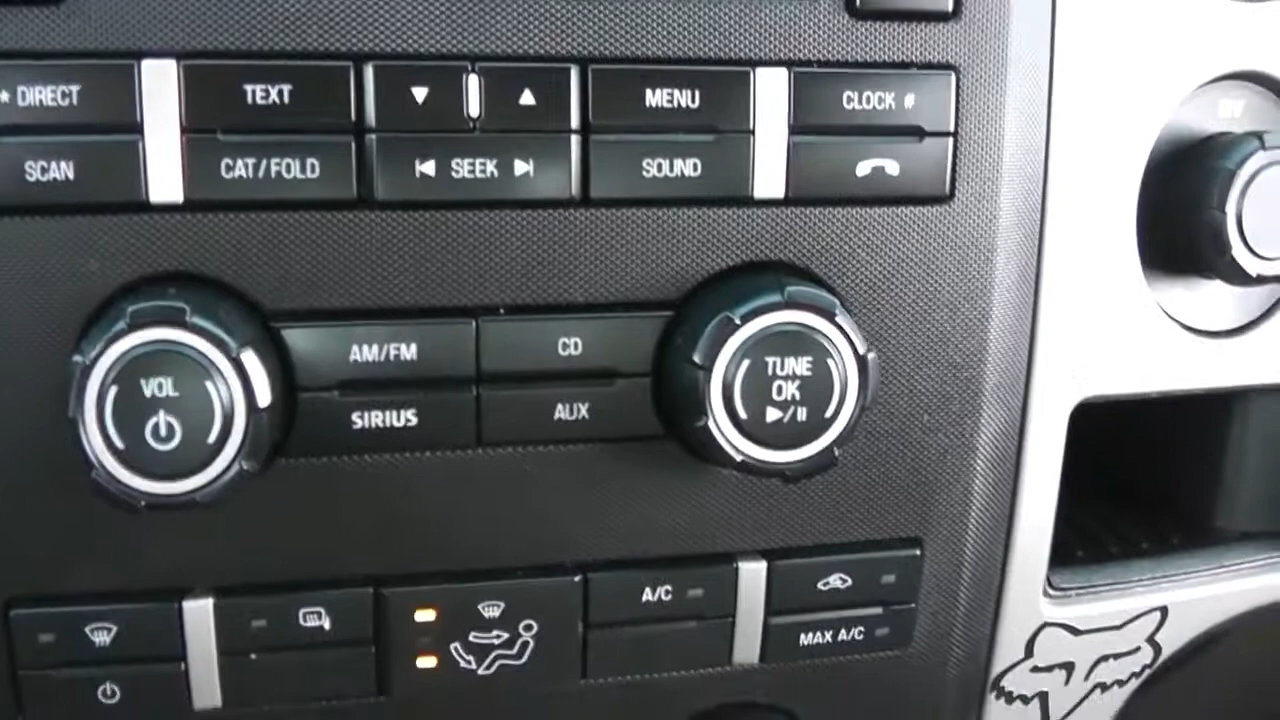 * DIRECT
TEXT
MENU
CLOCK #
SCAN
CAT/FOLD
SEEK
SOUND
VOL
AM/FM
CD
TUNE
OK
SIRIUS
AUX
A/C
MAX A/C